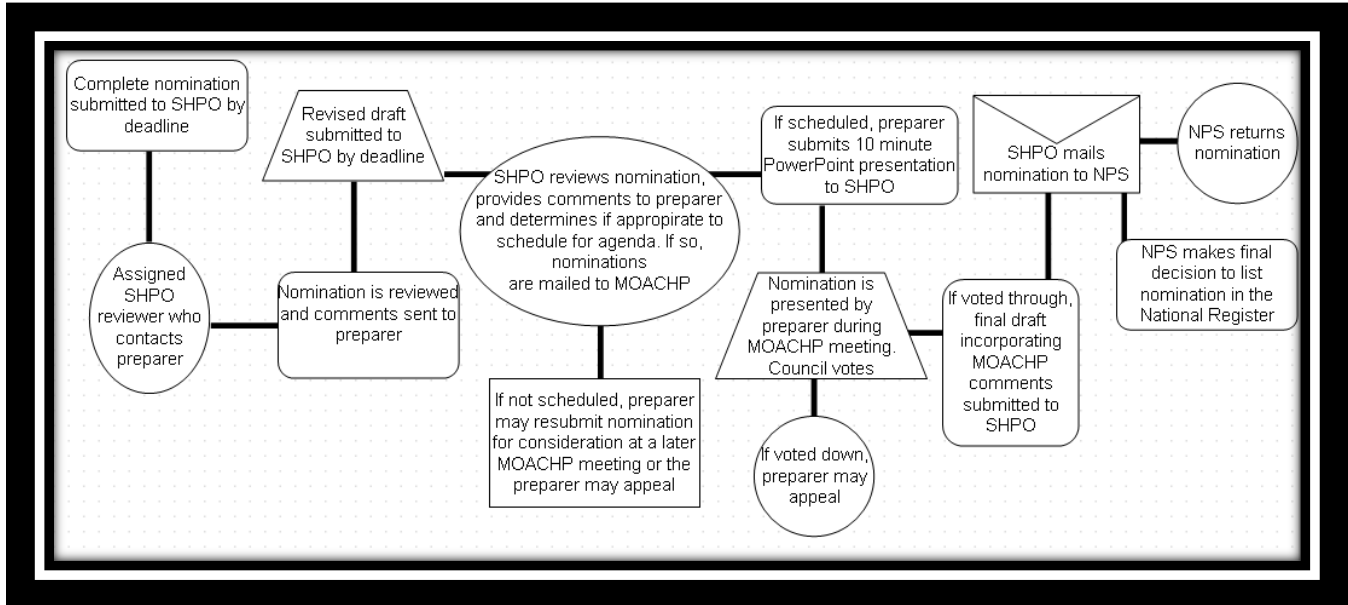 Complete nomination
submitted to SHPO by
deadline
Assigned
SHPO
reviewer who
contacts
preparer
Nomination is reviewed
and comments sent to
preparer
Revised draft
submitted to
SHPO by deadline
SHPO reviews nomination,
provides comments to preparer
and determines if appropirate to
schedule for agenda. If so,
nominations
are mailed to MOACHP
If not scheduled, preparer
may resubmit nomination
for consideration at a later
MOACHP meeting or the
preparer may appeal
If scheduled, preparer
submits 10 minute
PowerPoint presentation
to SHPO
Nomination is
presented by
preparer during
MOACHP meeting.
Council votes
If voted down,
preparer may
appeal
If voted through,
final draft
incorporating
MOACHP
comments
submitted to
SHPO
SHPO mails
nomination to NPS
NPS returns
nomination
NPS makes final
decision to list
nomination in the
National Register